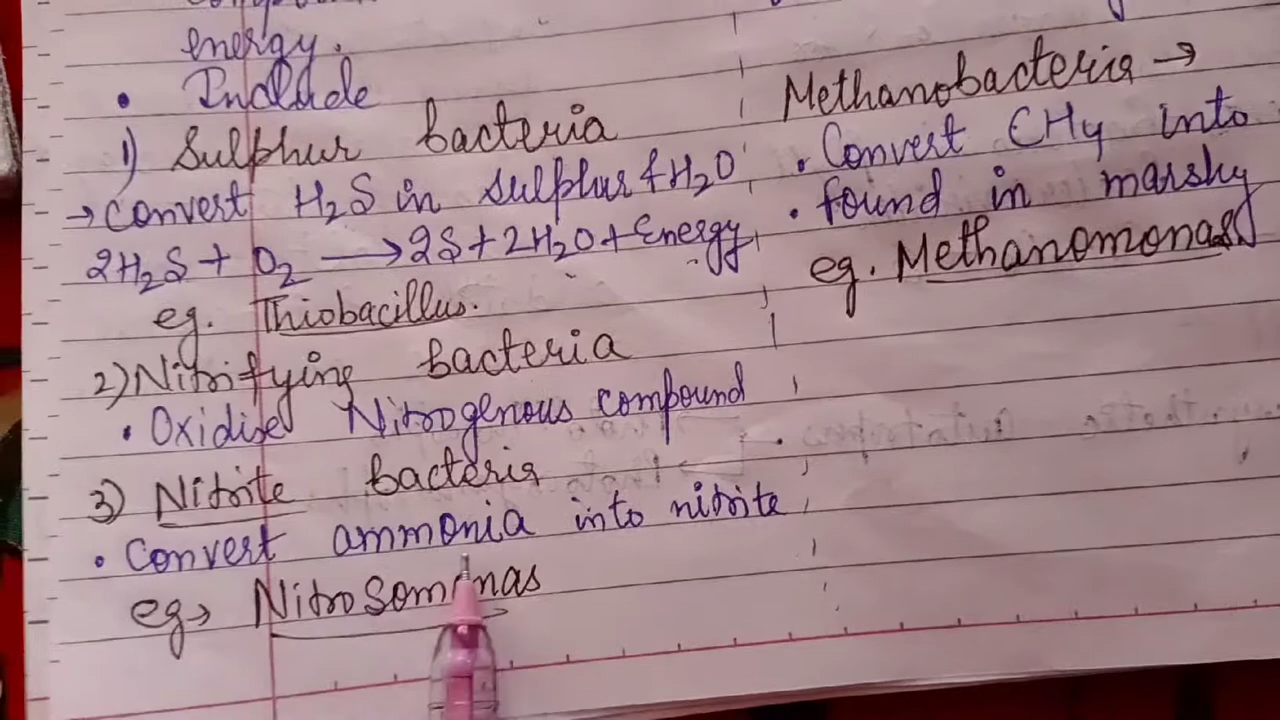 energy.
• Include
1) Sulphur bacteria
→ Convert H₂S in sulphur & H₂O
2H₂S + O₂ → 2S + 2H₂O + Energy
eg. Thiobacillus.
2) Nitrifying bacteria
• Oxidise Nitrogenous compound
3) Nitrite bacteria
• Convert ammonia into nitrite
eg→ Nitrosomonas
Methanobacteria →
• Convert CH4 into
• found in marshy
eg. Methanomonas